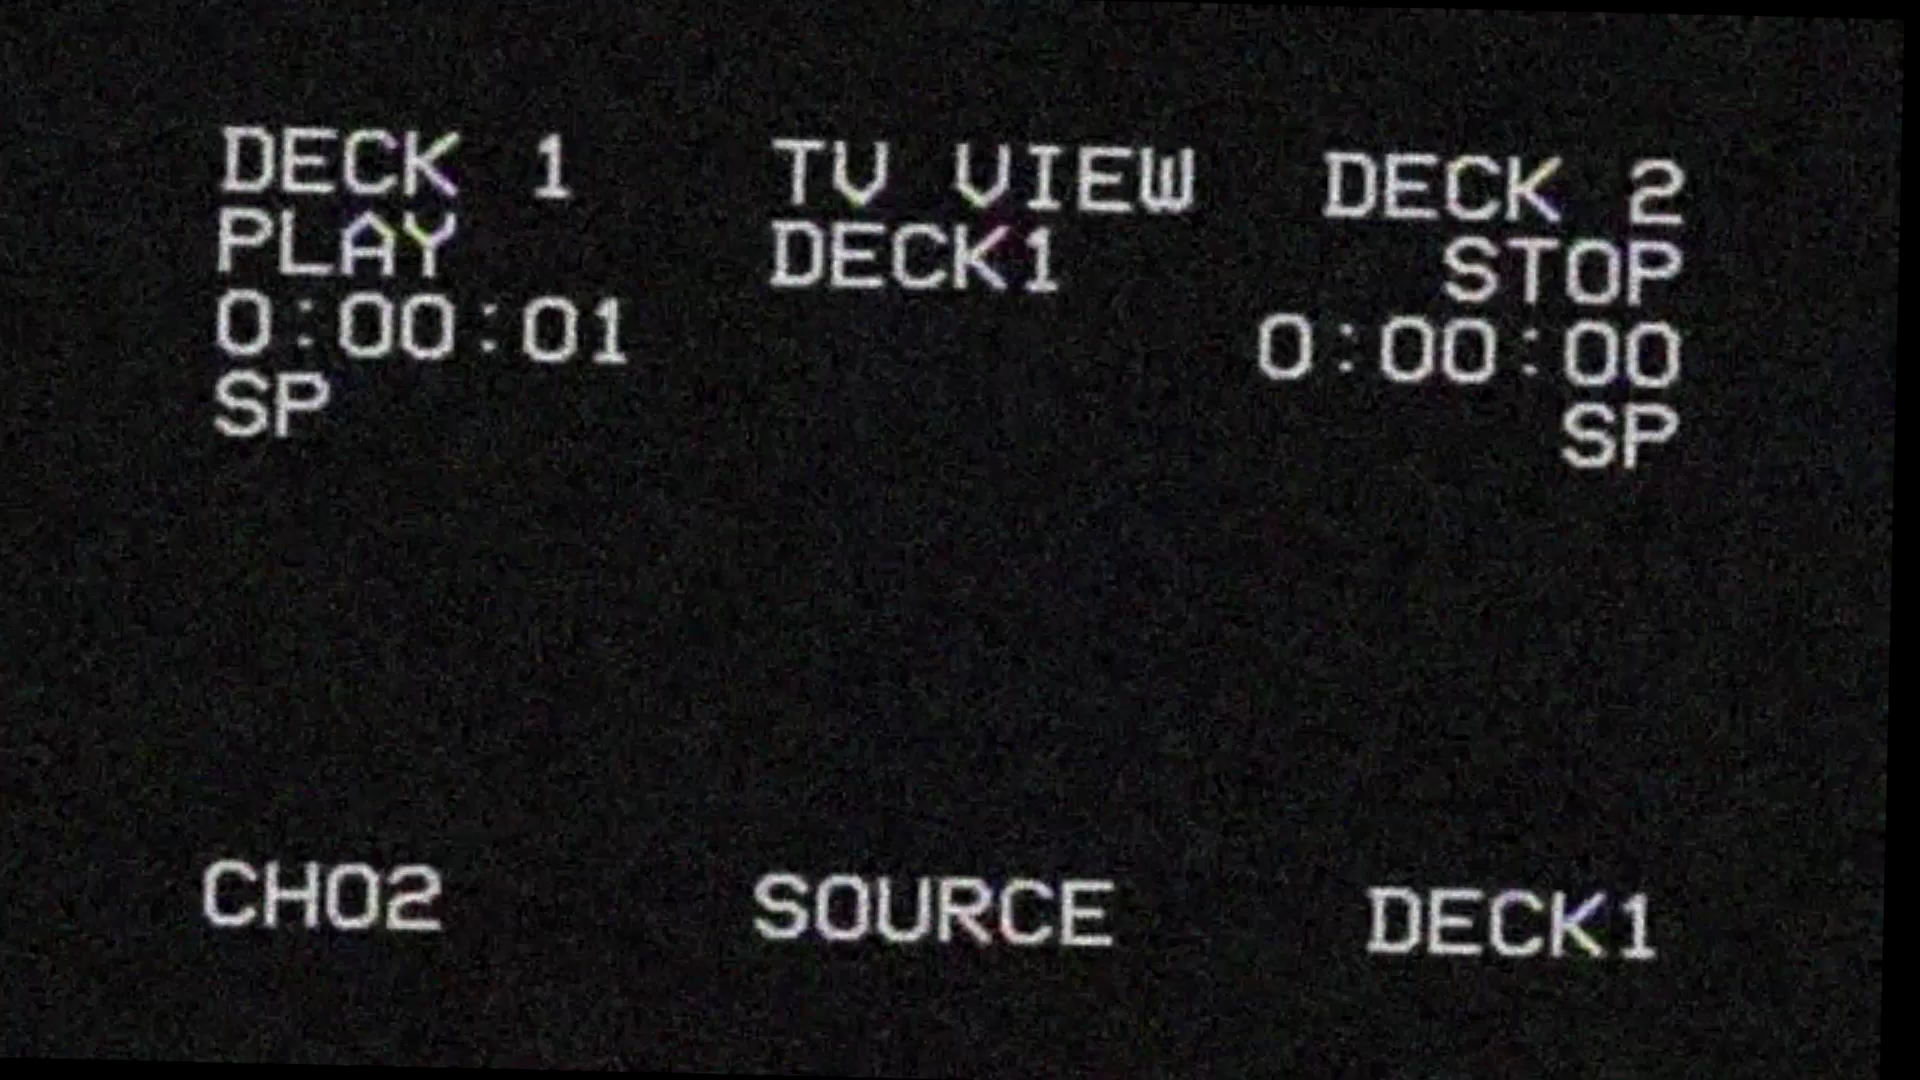 DECK 1 TV VIEW DECK 2
PLAY DECK1 STOP
0:00:01 0:00:00
SP SP
CH02 SOURCE DECK1